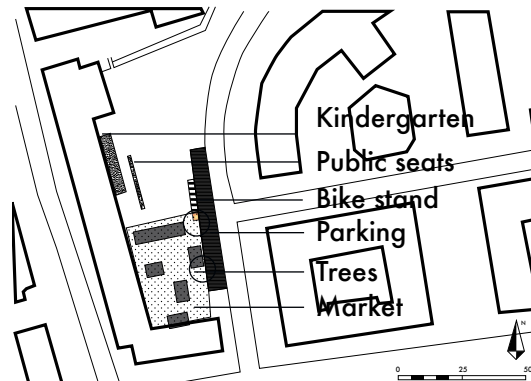 Kindergarten
Public seats
Bike stand
Parking
Trees
Market
N
0 25 50